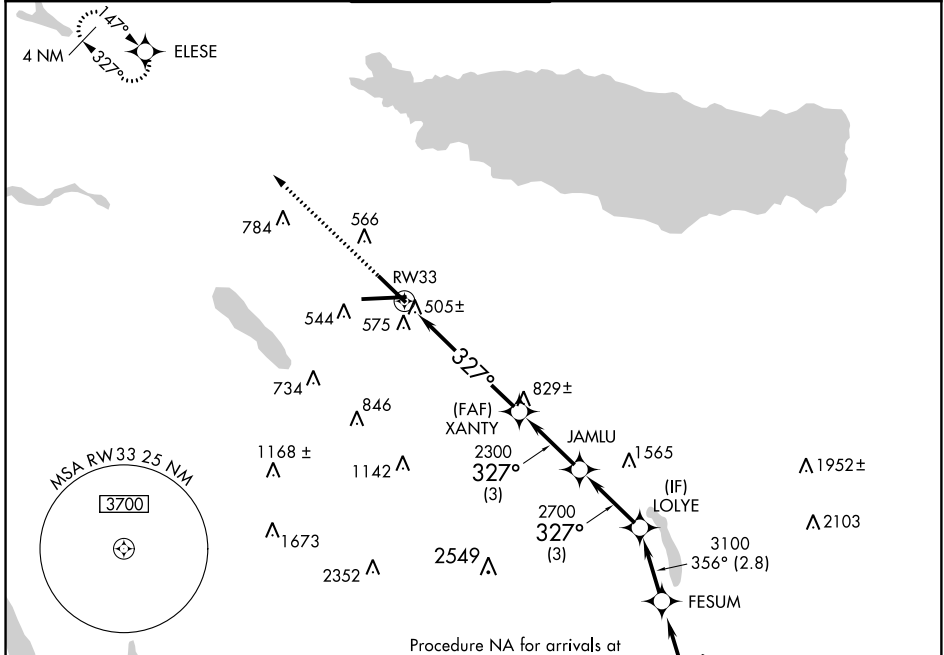 147°
4 NM
327°
ELESE
784
566
RW33
544
575
505±
327°
734
829±
(FAF)
XANTY
846
JAMLU
2300
327°
(3)
1168 ±
1142
1565
1952±
(IF)
LOLYE
MSA RW33 25 NM
3700
2700
327°
(3)
2103
1673
3100
356° (2.8)
2352
2549
FESUM
Procedure NA for arrivals at